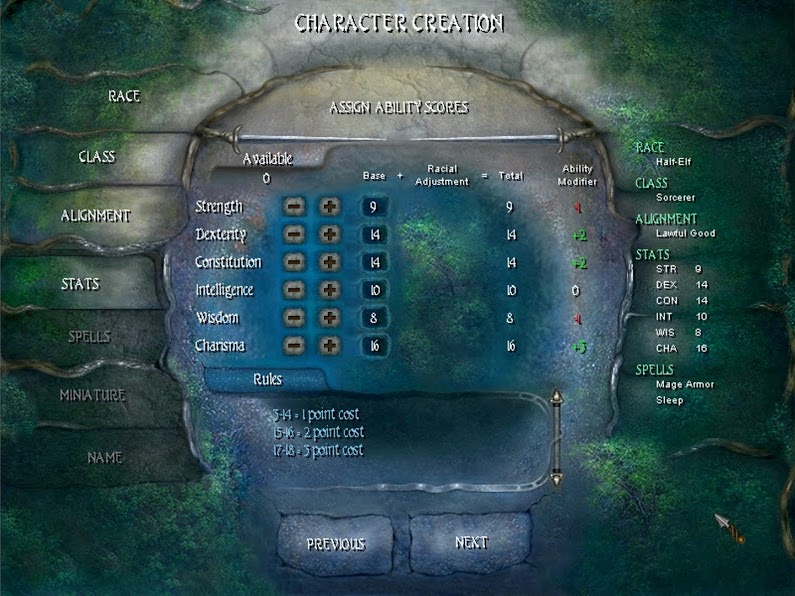 CHARACTER CREATION
RACE
CLASS
ALIGNMENT
STATS
SPELLS
MINIATURE
NAME
ASSIGN ABILITY SCORES
Available
0
Base + Racial Adjustment = Total Ability Modifier
Strength 9 9 -1
Dexterity 14 14 +2
Constitution 14 14 +2
Intelligence 10 10 0
Wisdom 8 8 -1
Charisma 16 16 +3
Rules
3-14 = 1 point cost
15-16 = 2 point cost
17-18 = 3 point cost
PREVIOUS
NEXT
RACE
Half-Elf
CLASS
Sorcerer
ALIGNMENT
Lawful Good
STATS
STR 9
DEX 14
CON 14
INT 10
WIS 8
CHA 16
SPELLS
Mage Armor
Sleep